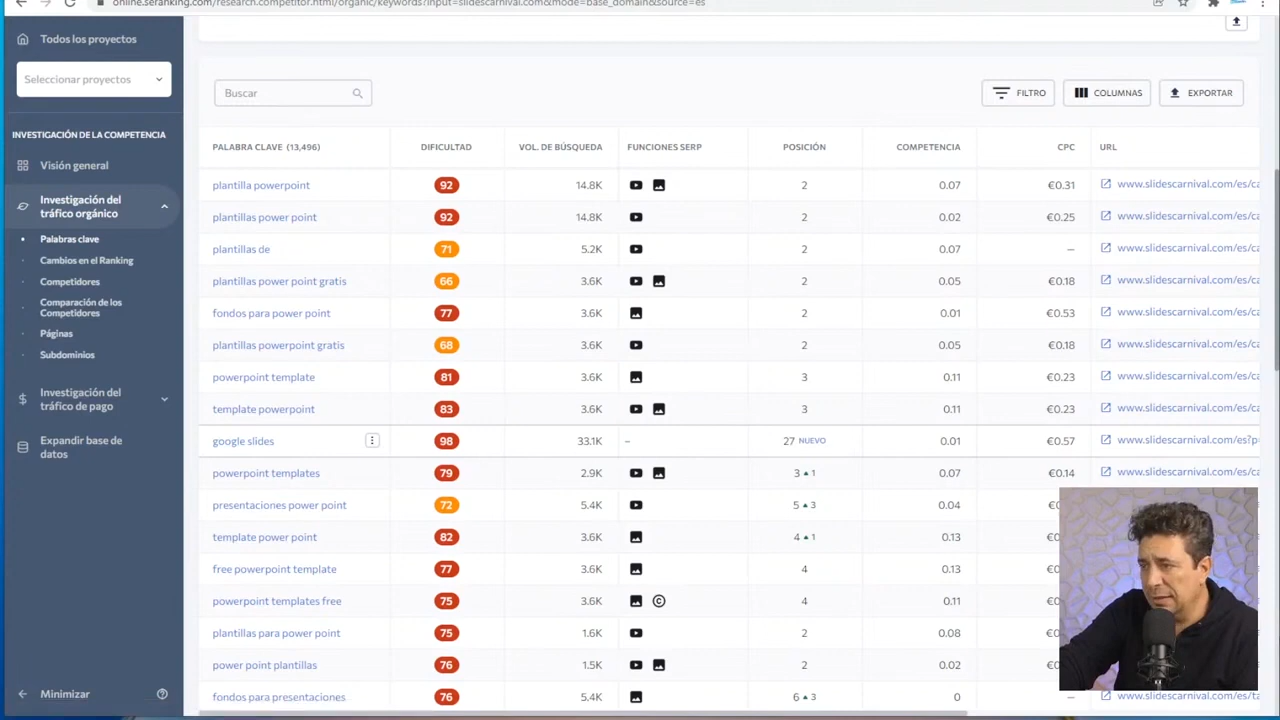 online.seranking.com/research.competitor.html/organic/keywords?input=slidescarnival.com&mode=base_domain&source=es
Todos los proyectos
Seleccionar proyectos
INVESTIGACIÓN DE LA COMPETENCIA
Visión general
Investigación del
tráfico orgánico
Palabras clave
Cambios en el Ranking
Competidores
Comparación de los
Competidores
Páginas
Subdominios
Investigación del
tráfico de pago
Expandir base de
datos
Minimizar
Buscar
FILTRO
COLUMNAS
EXPORTAR
PALABRA CLAVE (13,496) DIFICULTAD VOL. DE BÚSQUEDA FUNCIONES SERP POSICIÓN COMPETENCIA CPC URL
plantilla powerpoint 92 14.8K 2 0.07 €0.31 www.slidescarnival.com/es/ca
plantillas power point 92 14.8K 2 0.02 €0.25 www.slidescarnival.com/es/ca
plantillas de 71 5.2K 2 0.07 – www.slidescarnival.com/es/ca
plantillas power point gratis 66 3.6K 2 0.05 €0.18 www.slidescarnival.com/es/ca
fondos para power point 77 3.6K 2 0.01 €0.53 www.slidescarnival.com/es/ca
plantillas powerpoint gratis 68 3.6K 2 0.05 €0.18 www.slidescarnival.com/es/ca
powerpoint template 81 3.6K 3 0.11 €0.23 www.slidescarnival.com/es/ca
template powerpoint 83 3.6K 3 0.11 €0.23 www.slidescarnival.com/es/ca
google slides 98 33.1K – 27 NUEVO 0.01 €0.57 www.slidescarnival.com/es?p
powerpoint templates 79 2.9K 3 1 0.07 €0.14 www.slidescarnival.com/es/ca
presentaciones power point 72 5.4K 5 3 0.04
template power point 82 3.6K 4 1 0.13
free powerpoint template 77 3.6K 4 0.13
powerpoint templates free 75 3.6K 4 0.11
plantillas para power point 75 1.6K 2 0.08
power point plantillas 76 1.5K 2 0.02
fondos para presentaciones 76 5.4K 6 3 0 – www.slidescarnival.com/es/ta